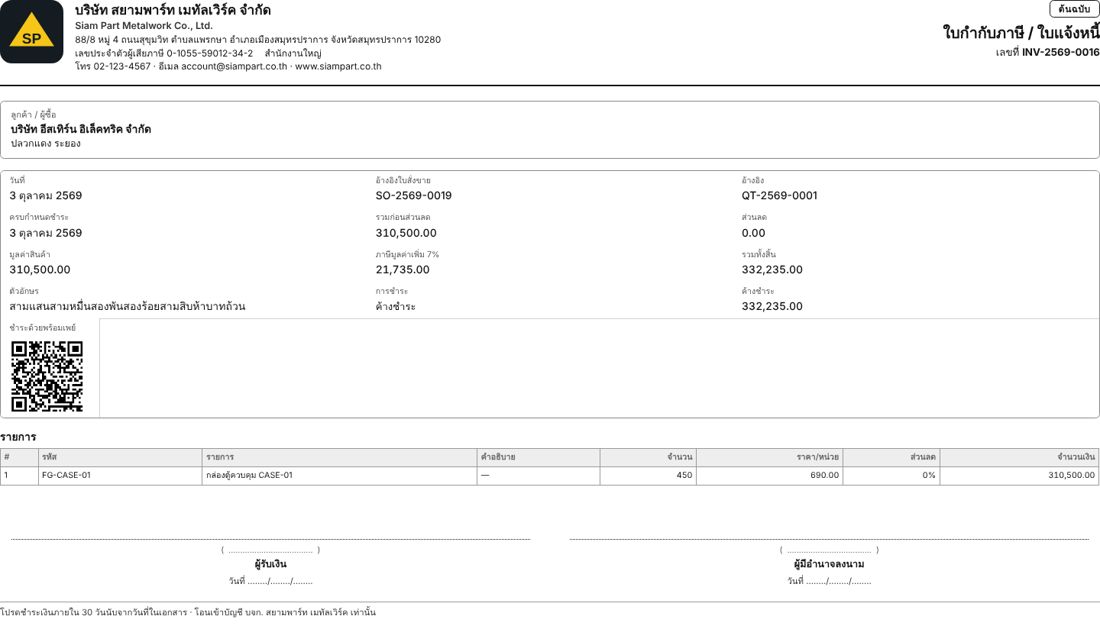 SP
บริษัท สยามพาร์ท เมทัลเวิร์ค จำกัด
Siam Part Metalwork Co., Ltd.
88/8 หมู่ 4 ถนนสุขุมวิท ตำบลแพรกษา อำเภอเมืองสมุทรปราการ จังหวัดสมุทรปราการ 10280
เลขประจำตัวผู้เสียภาษี 0-1055-59012-34-2 สำนักงานใหญ่
โทร 02-123-4567 · อีเมล account@siampart.co.th · www.siampart.co.th
ต้นฉบับ
ใบกำกับภาษี / ใบแจ้งหนี้
เลขที่ INV-2569-0016
ลูกค้า / ผู้ซื้อ
บริษัท อีสเทิร์น อิเล็คทริค จำกัด
ปลวกแดง ระยอง
วันที่ อ้างอิงใบสั่งขาย อ้างอิง
3 ตุลาคม 2569 SO-2569-0019 QT-2569-0001
ครบกำหนดชำระ รวมก่อนส่วนลด ส่วนลด
3 ตุลาคม 2569 310,500.00 0.00
มูลค่าสินค้า ภาษีมูลค่าเพิ่ม 7% รวมทั้งสิ้น
310,500.00 21,735.00 332,235.00
ตัวอักษร การชำระ ค้างชำระ
สามแสนสามหมื่นสองพันสองร้อยสามสิบห้าบาทถ้วน ค้างชำระ 332,235.00
ชำระด้วยพร้อมเพย์
รายการ
# รหัส รายการ คำอธิบาย จำนวน ราคา/หน่วย ส่วนลด จำนวนเงิน
1 FG-CASE-01 กล่องตู้ควบคุม CASE-01 — 450 690.00 0% 310,500.00
( .................................. ) ( .................................. )
ผู้รับเงิน ผู้มีอำนาจลงนาม
วันที่ ......../......../........ วันที่ ......../......../........
โปรดชำระเงินภายใน 30 วันนับจากวันที่ในเอกสาร · โอนเข้าบัญชี บจก. สยามพาร์ท เมทัลเวิร์ค เท่านั้น